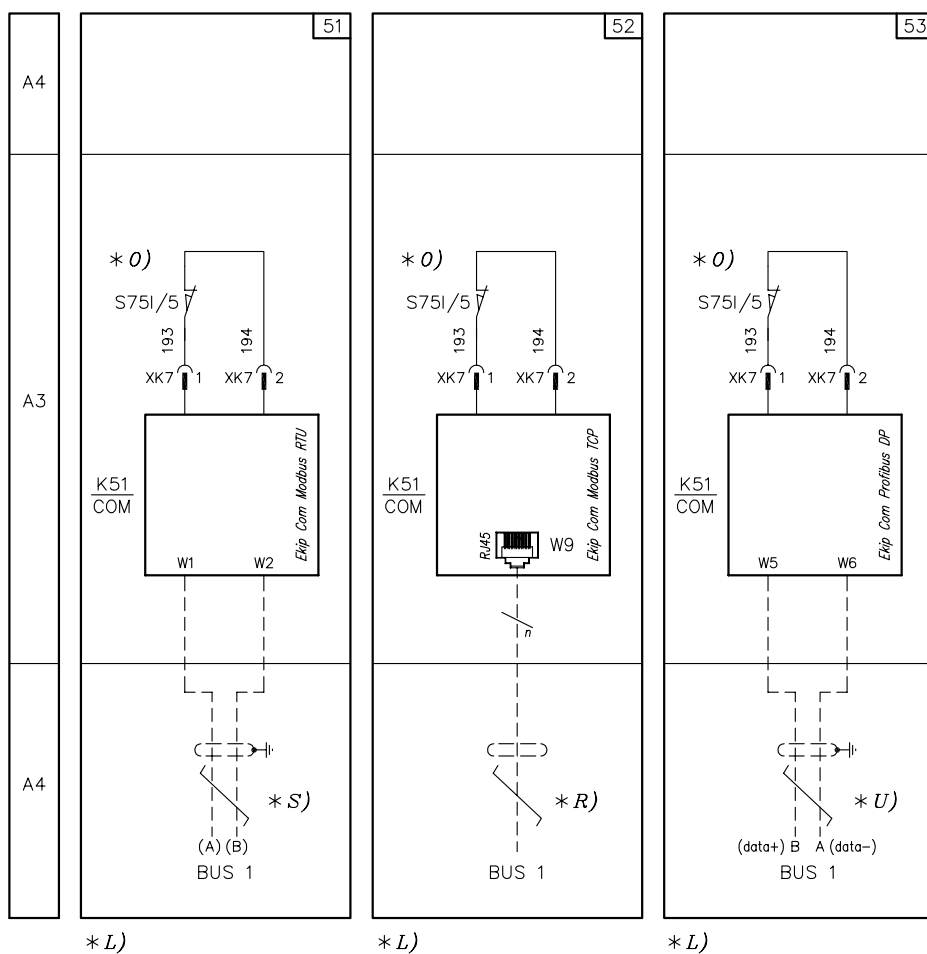 51
52
53
A4
A3
A4
*O)
S75I/5
193
194
XK7 1
XK7 2
K51
COM
Ekip Com Modbus RTU
W1
W2
*S)
(A) (B)
BUS 1
*L)
*O)
S75I/5
193
194
XK7 1
XK7 2
K51
COM
Ekip Com Modbus TCP
RJ45
W9
n
*R)
BUS 1
*L)
*O)
S75I/5
193
194
XK7 1
XK7 2
K51
COM
Ekip Com Profibus DP
W5
W6
*U)
(data+) B A (data-)
BUS 1
*L)